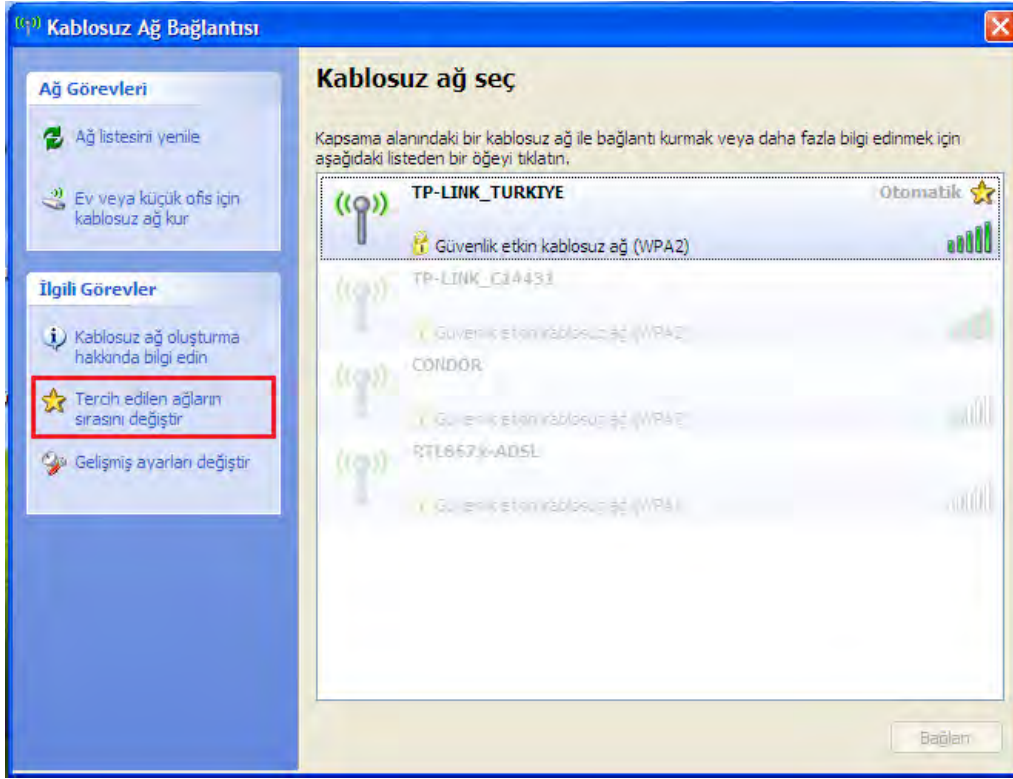 Kablosuz Ağ Bağlantısı
Ağ Görevleri
Ağ listesini yenile
Ev veya küçük ofis için
kablosuz ağ kur
İlgili Görevler
Kablosuz ağ oluşturma
hakkında bilgi edin
Tercih edilen ağların
sırasını değiştir
Gelişmiş ayarları değiştir
Kablosuz ağ seç
Kapsama alanındaki bir kablosuz ağ ile bağlantı kurmak veya daha fazla bilgi edinmek için
aşağıdaki listeden bir öğeyi tıklatın.
TP-LINK_TURKIYE Otomatik
Güvenlik etkin kablosuz ağ (WPA2)
TP-LINK_C14431
Güvenlik etkin kablosuz ağ (WPA2)
CONDOR
Güvenlik etkin kablosuz ağ (WPA2)
RTL867x-ADSL
Güvenlik etkin kablosuz ağ
Bağlan